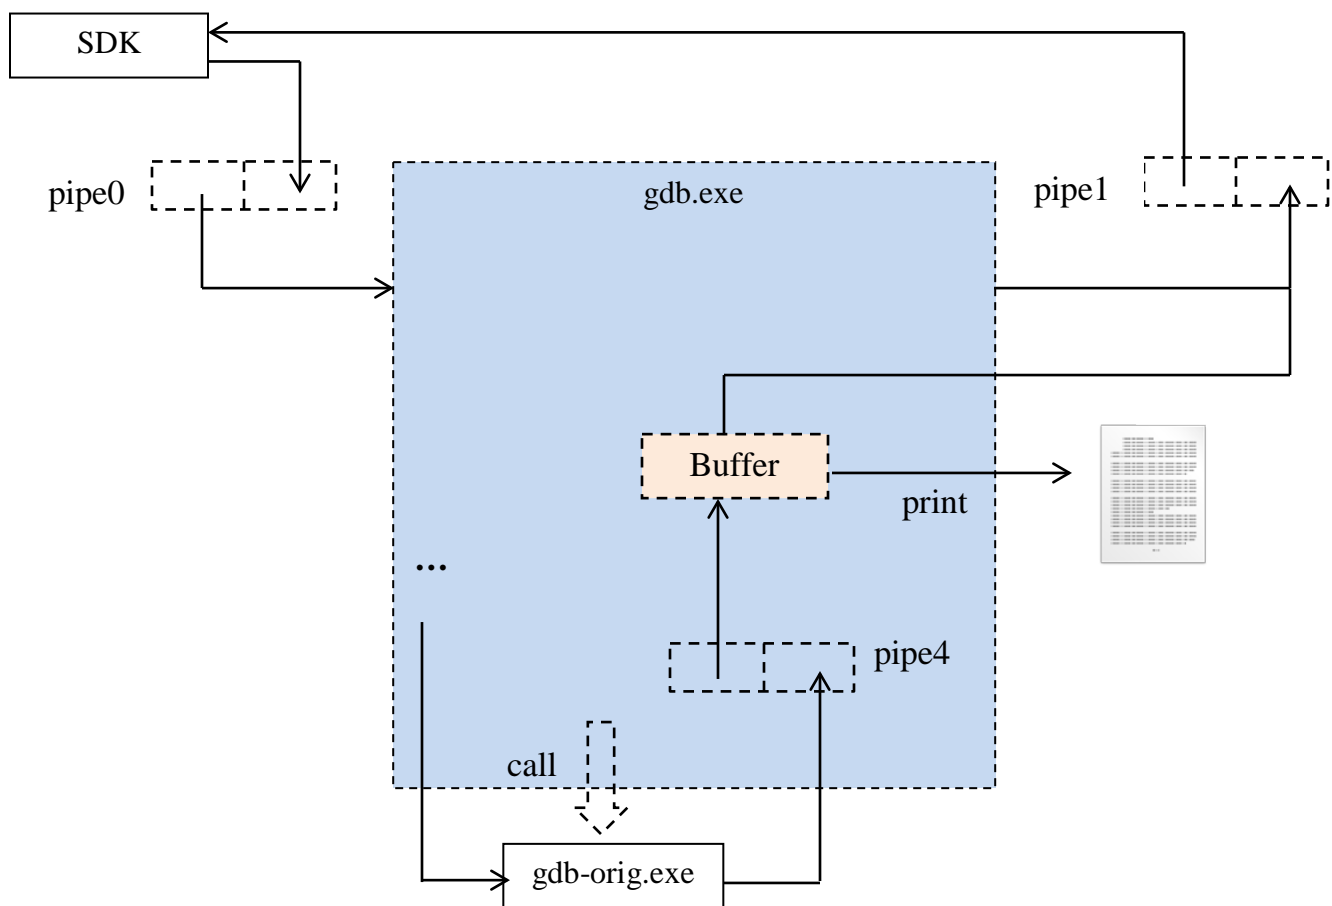 SDK
pipe0
gdb.exe
pipe1
Buffer
print
...
pipe4
call
gdb-orig.exe